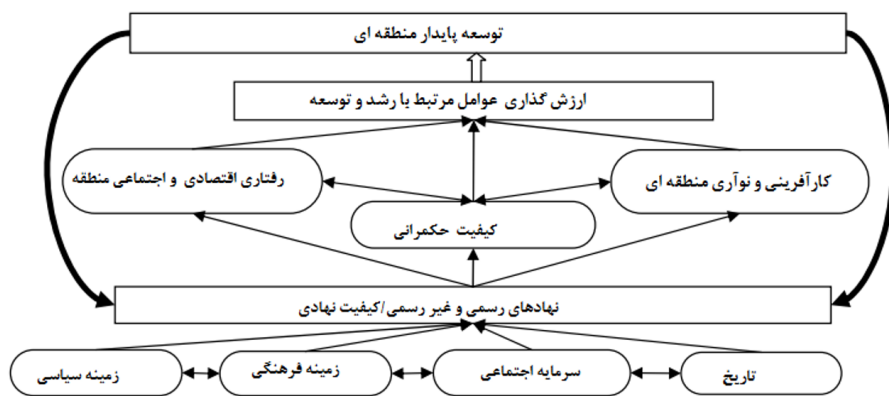 توسعه پایدار منطقه ای
ارزش گذاری عوامل مرتبط با رشد و توسعه
کارآفرینی و نوآری منطقه ای
رفتاری اقتصادی و اجتماعی منطقه
کیفیت حکمرانی
نهادهای رسمی و غیر رسمی/کیفیت نهادی
تاریخ
سرمایه اجتماعی
زمینه فرهنگی
زمینه سیاسی